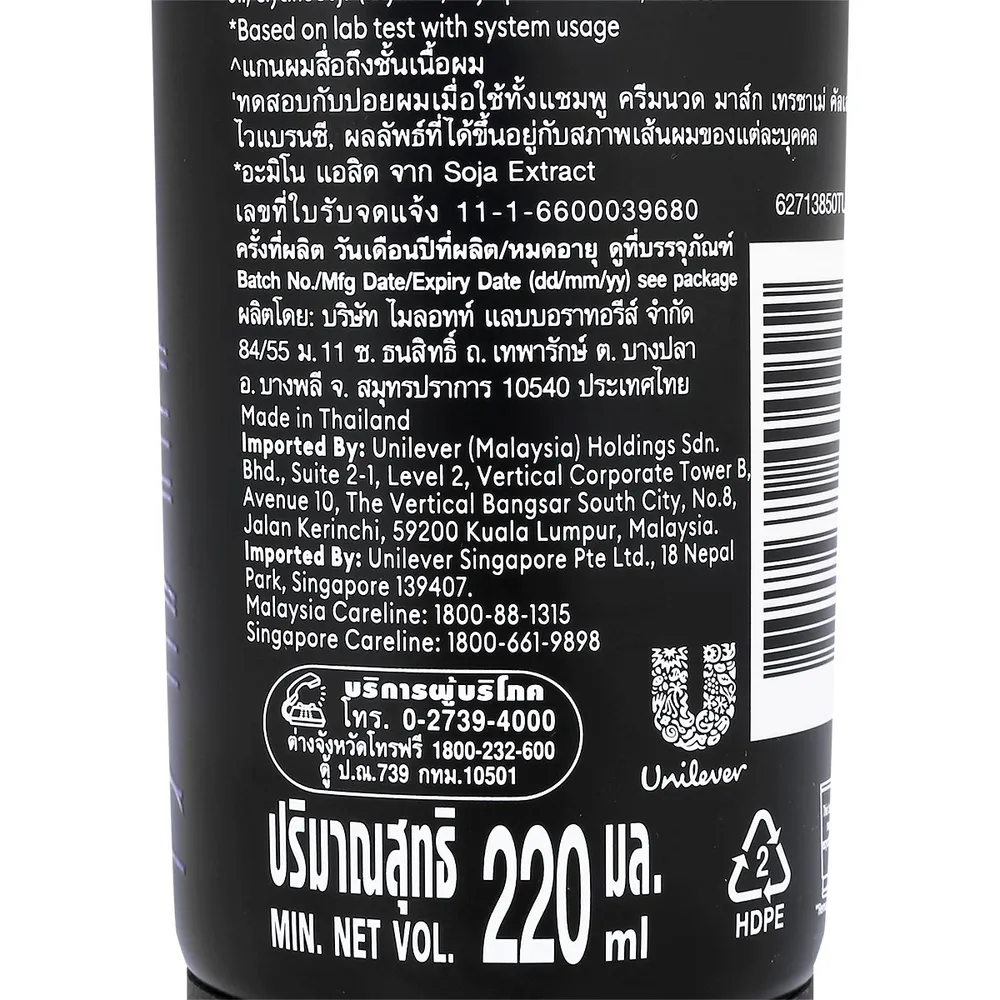 *Based on lab test with system usage
^แกนผมสื่อถึงชั้นเนื้อผม
'ทดสอบกับปอยผมเมื่อใช้ทั้งแชมพู ครีมนวด มาส์ก เทรซาเม่
ไวแบรนซี, ผลลัพธ์ที่ได้ขึ้นอยู่กับสภาพเส้นผมของแต่ละบุคคล
*อะมิโน แอสิด จาก Soja Extract
เลขที่ใบรับจดแจ้ง 11-1-6600039680
62713850TL
ครั้งที่ผลิต วันเดือนปีที่ผลิต/หมดอายุ ดูที่บรรจุภัณฑ์
Batch No./Mfg Date/Expiry Date (dd/mm/yy) see package
ผลิตโดย: บริษัท ไมลอทท์ แลบบอราทอรีส์ จำกัด
84/55 ม. 11 ซ. ธนสิทธิ์ ถ. เทพารักษ์ ต. บางปลา
อ. บางพลี จ. สมุทรปราการ 10540 ประเทศไทย
Made in Thailand
Imported By: Unilever (Malaysia) Holdings Sdn.
Bhd., Suite 2-1, Level 2, Vertical Corporate Tower B,
Avenue 10, The Vertical Bangsar South City, No.8,
Jalan Kerinchi, 59200 Kuala Lumpur, Malaysia.
Imported By: Unilever Singapore Pte Ltd., 18 Nepal
Park, Singapore 139407.
Malaysia Careline: 1800-88-1315
Singapore Careline: 1800-661-9898
บริการผู้บริโภค
โทร. 0-2739-4000
ต่างจังหวัดโทรฟรี 1800-232-600
ตู้ ป.ณ.739 กทม.10501
Unilever
ปริมาณสุทธิ 220 มล.
MIN. NET VOL. ml
2
HDPE